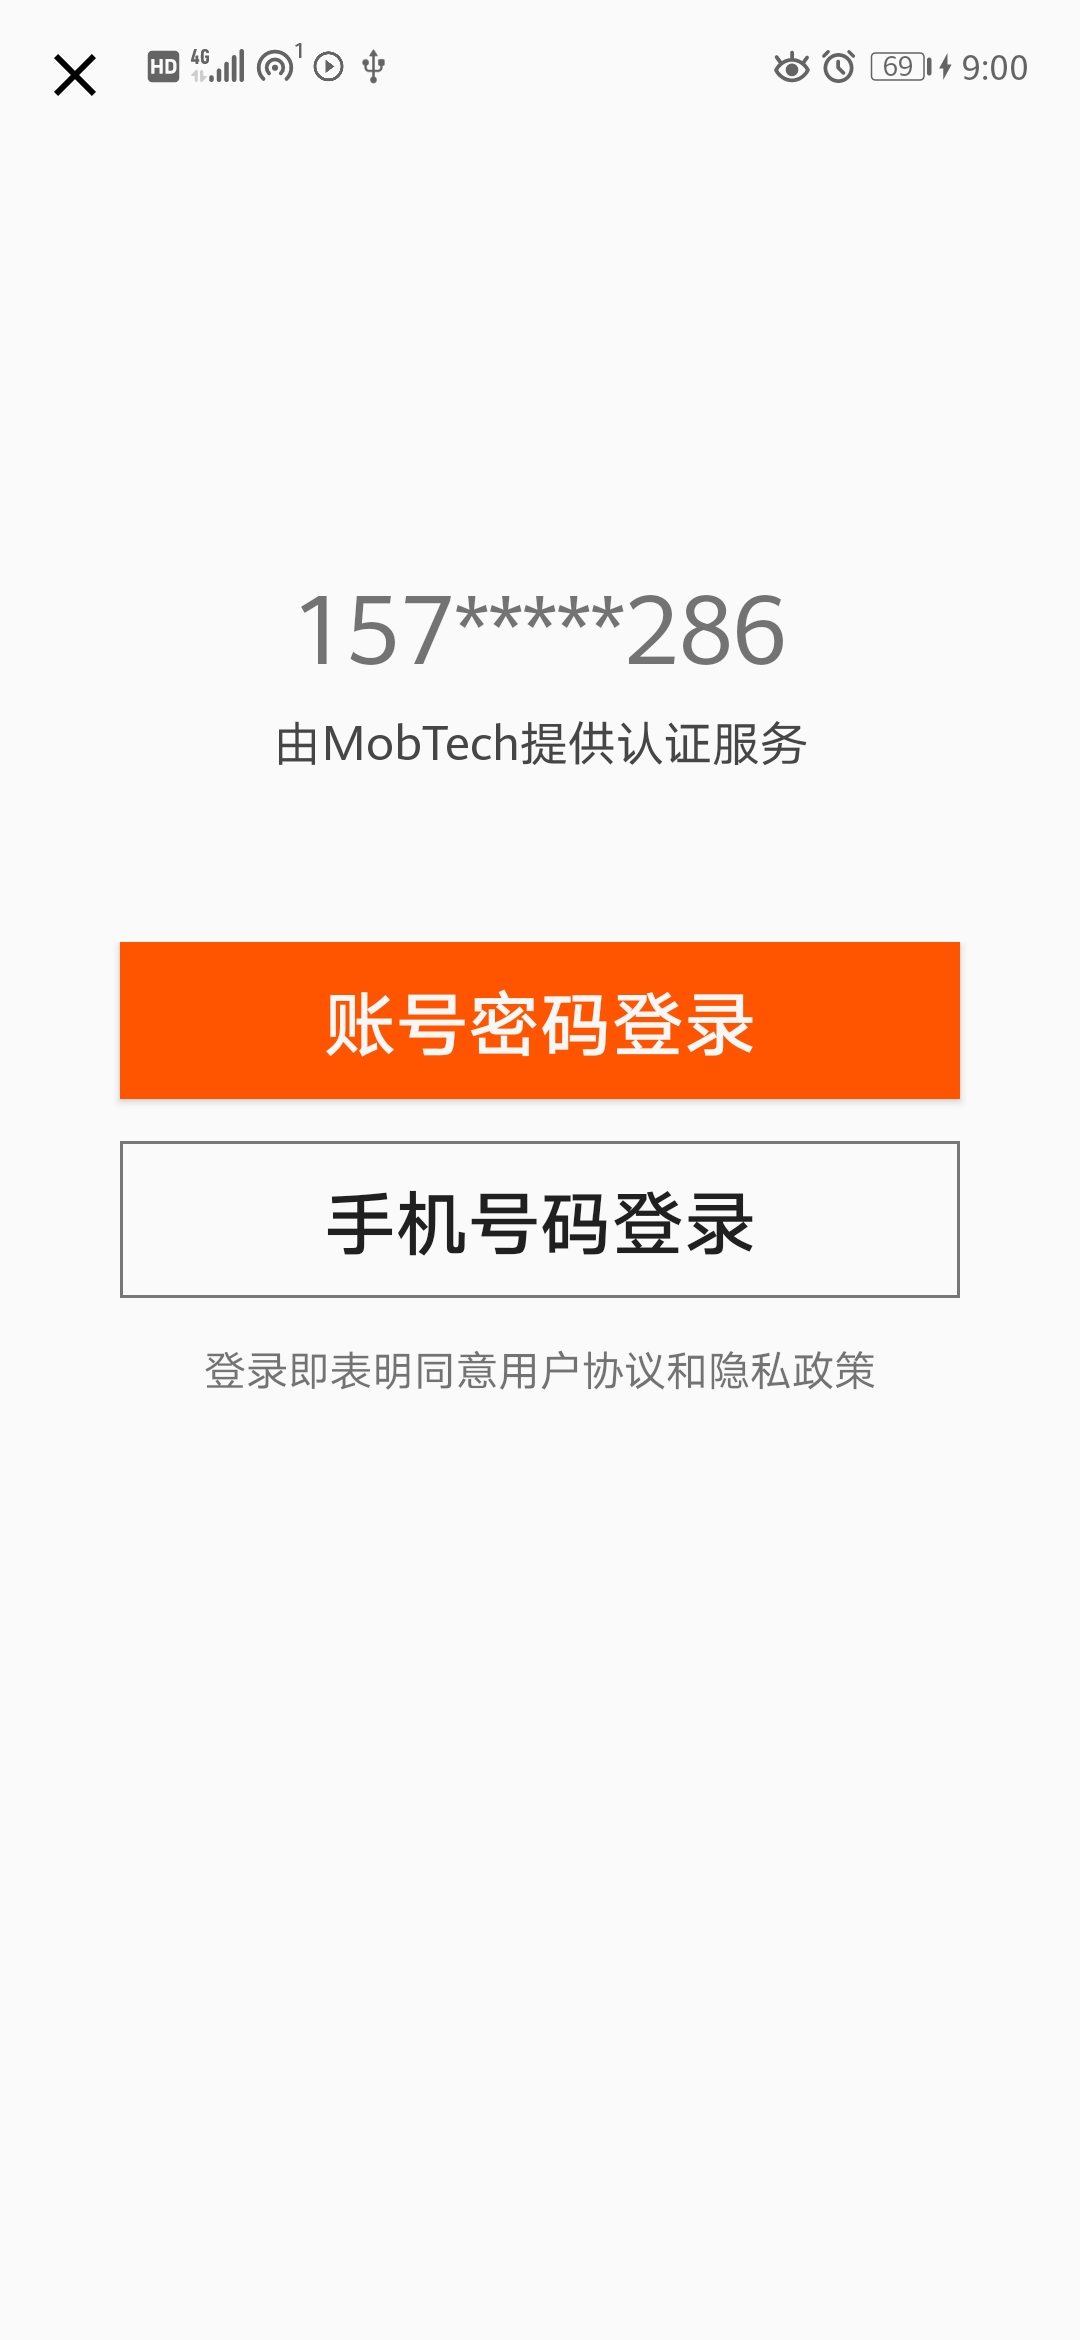 HD 4G 1 69 9:00
157*****286
由MobTech提供认证服务
账号密码登录
手机号码登录
登录即表明同意用户协议和隐私政策